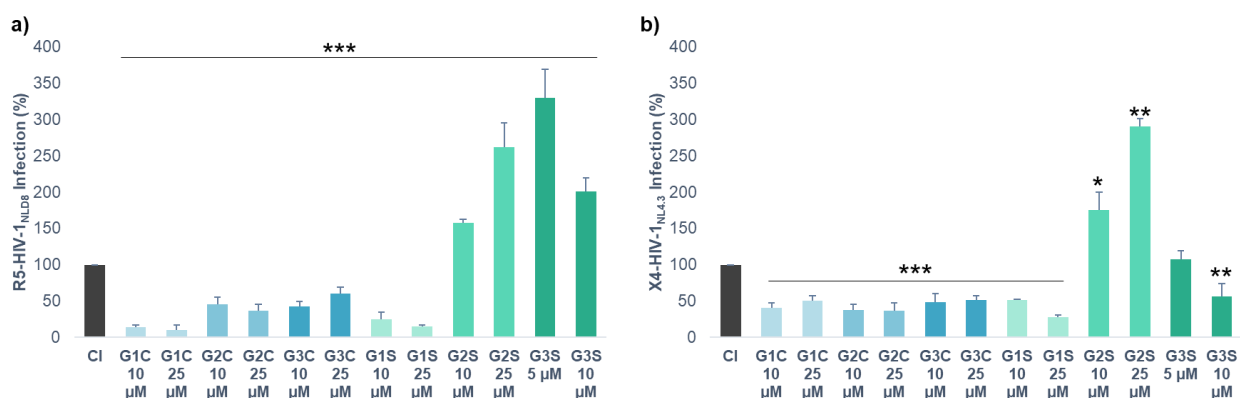 a)
***
R5-HIV-1NLD8 Infection (%)
400
350
300
250
200
150
100
50
0
CI
G1C 10 µM
G1C 25 µM
G2C 10 µM
G2C 25 µM
G3C 10 µM
G3C 25 µM
G1S 10 µM
G1S 25 µM
G2S 10 µM
G2S 25 µM
G3S 5 µM
G3S 10 µM
b)
X4-HIV-1NL4.3 Infection (%)
400
350
300
250
200
150
100
50
0
***
*
**
**
CI
G1C 10 µM
G1C 25 µM
G2C 10 µM
G2C 25 µM
G3C 10 µM
G3C 25 µM
G1S 10 µM
G1S 25 µM
G2S 10 µM
G2S 25 µM
G3S 5 µM
G3S 10 µM